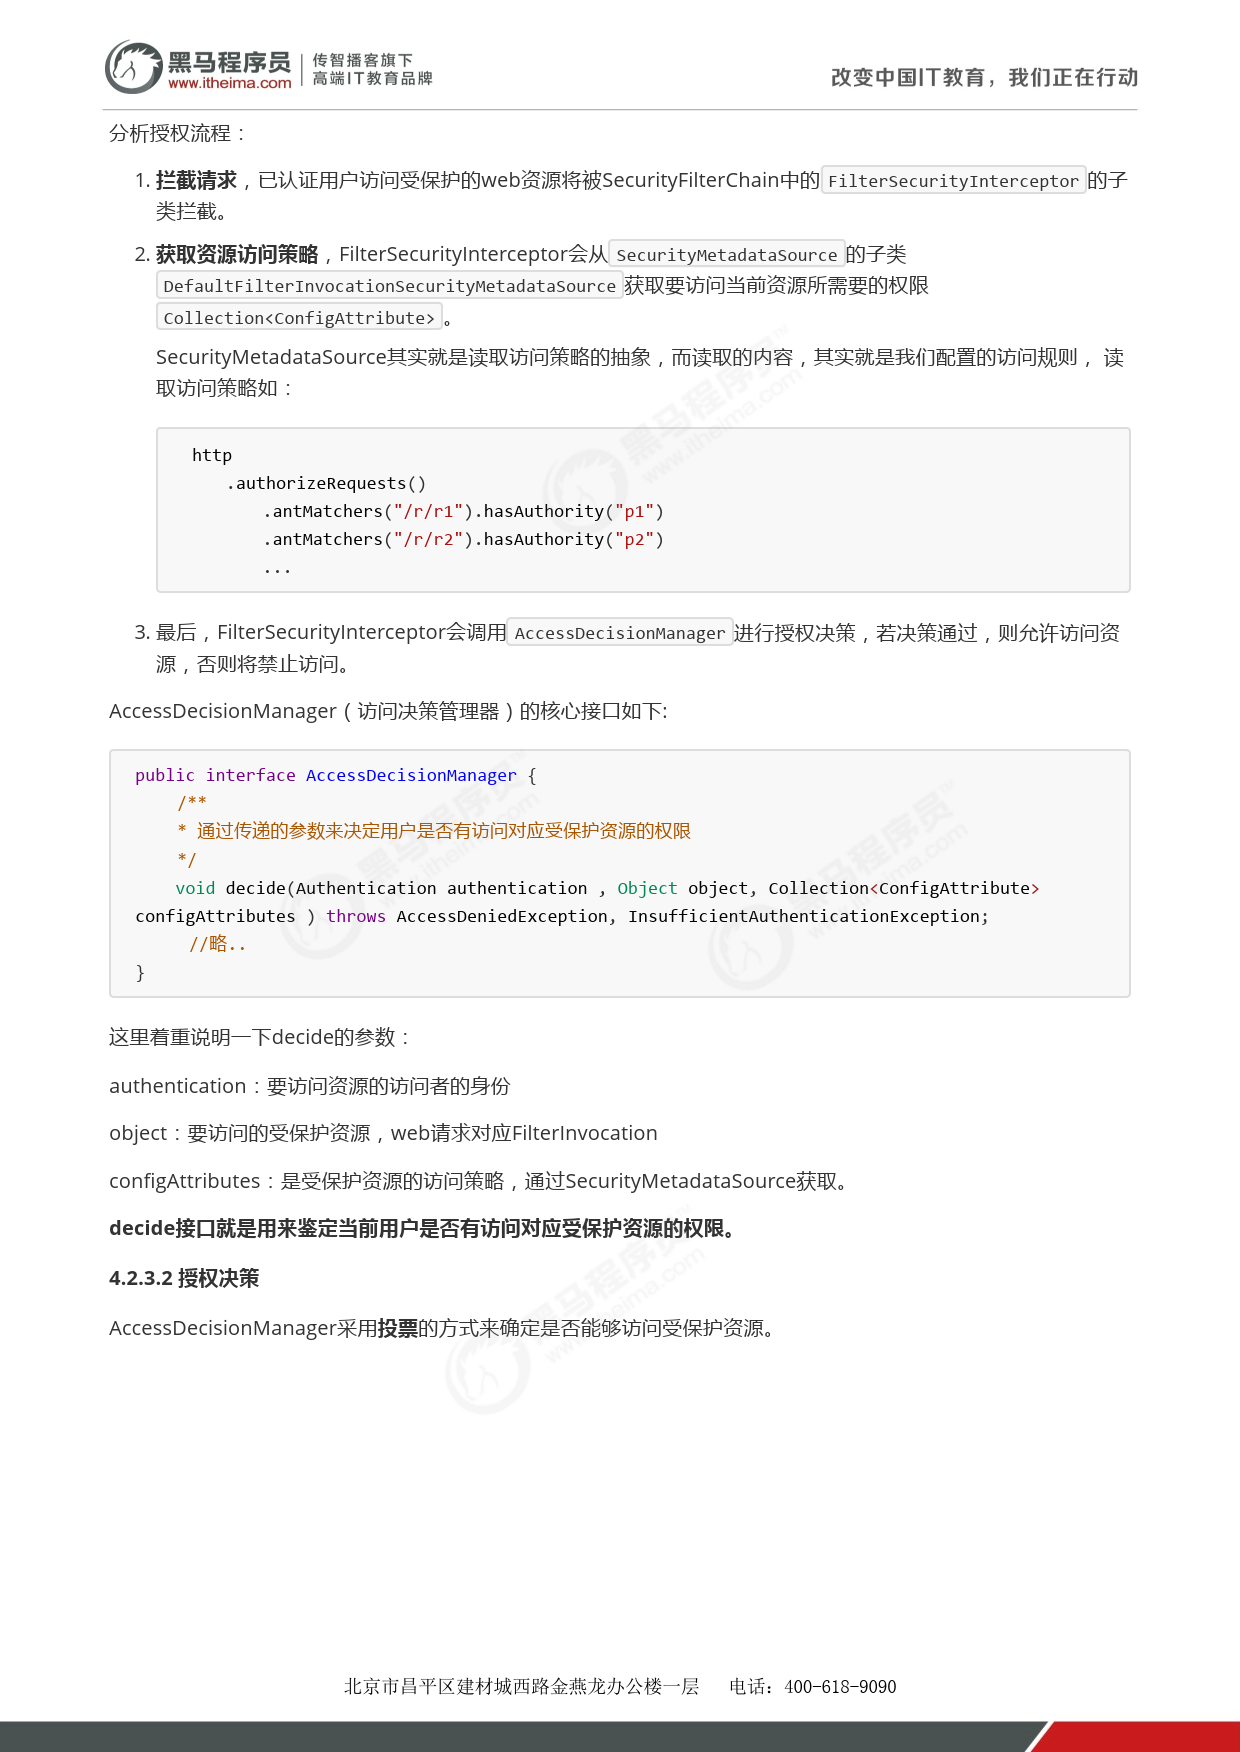 黑马程序员
www.itheima.com
传智播客旗下
高端IT教育品牌
改变中国IT教育，我们正在行动
分析授权流程：
1. 拦截请求，已认证用户访问受保护的web资源将被SecurityFilterChain中的 FilterSecurityInterceptor 的子
类拦截。
2. 获取资源访问策略，FilterSecurityInterceptor会从 SecurityMetadataSource 的子类
DefaultFilterInvocationSecurityMetadataSource 获取要访问当前资源所需要的权限
Collection<ConfigAttribute> 。
SecurityMetadataSource其实就是读取访问策略的抽象，而读取的内容，其实就是我们配置的访问规则， 读
取访问策略如：
http
.authorizeRequests()
.antMatchers("/r/r1").hasAuthority("p1")
.antMatchers("/r/r2").hasAuthority("p2")
...
3. 最后，FilterSecurityInterceptor会调用 AccessDecisionManager 进行授权决策，若决策通过，则允许访问资
源，否则将禁止访问。
AccessDecisionManager（访问决策管理器）的核心接口如下:
public interface AccessDecisionManager {
/**
* 通过传递的参数来决定用户是否有访问对应受保护资源的权限
*/
void decide(Authentication authentication , Object object, Collection<ConfigAttribute>
configAttributes ) throws AccessDeniedException, InsufficientAuthenticationException;
//略..
}
这里着重说明一下decide的参数：
authentication：要访问资源的访问者的身份
object：要访问的受保护资源，web请求对应FilterInvocation
configAttributes：是受保护资源的访问策略，通过SecurityMetadataSource获取。
decide接口就是用来鉴定当前用户是否有访问对应受保护资源的权限。
4.2.3.2 授权决策
AccessDecisionManager采用投票的方式来确定是否能够访问受保护资源。
北京市昌平区建材城西路金燕龙办公楼一层 电话：400-618-9090